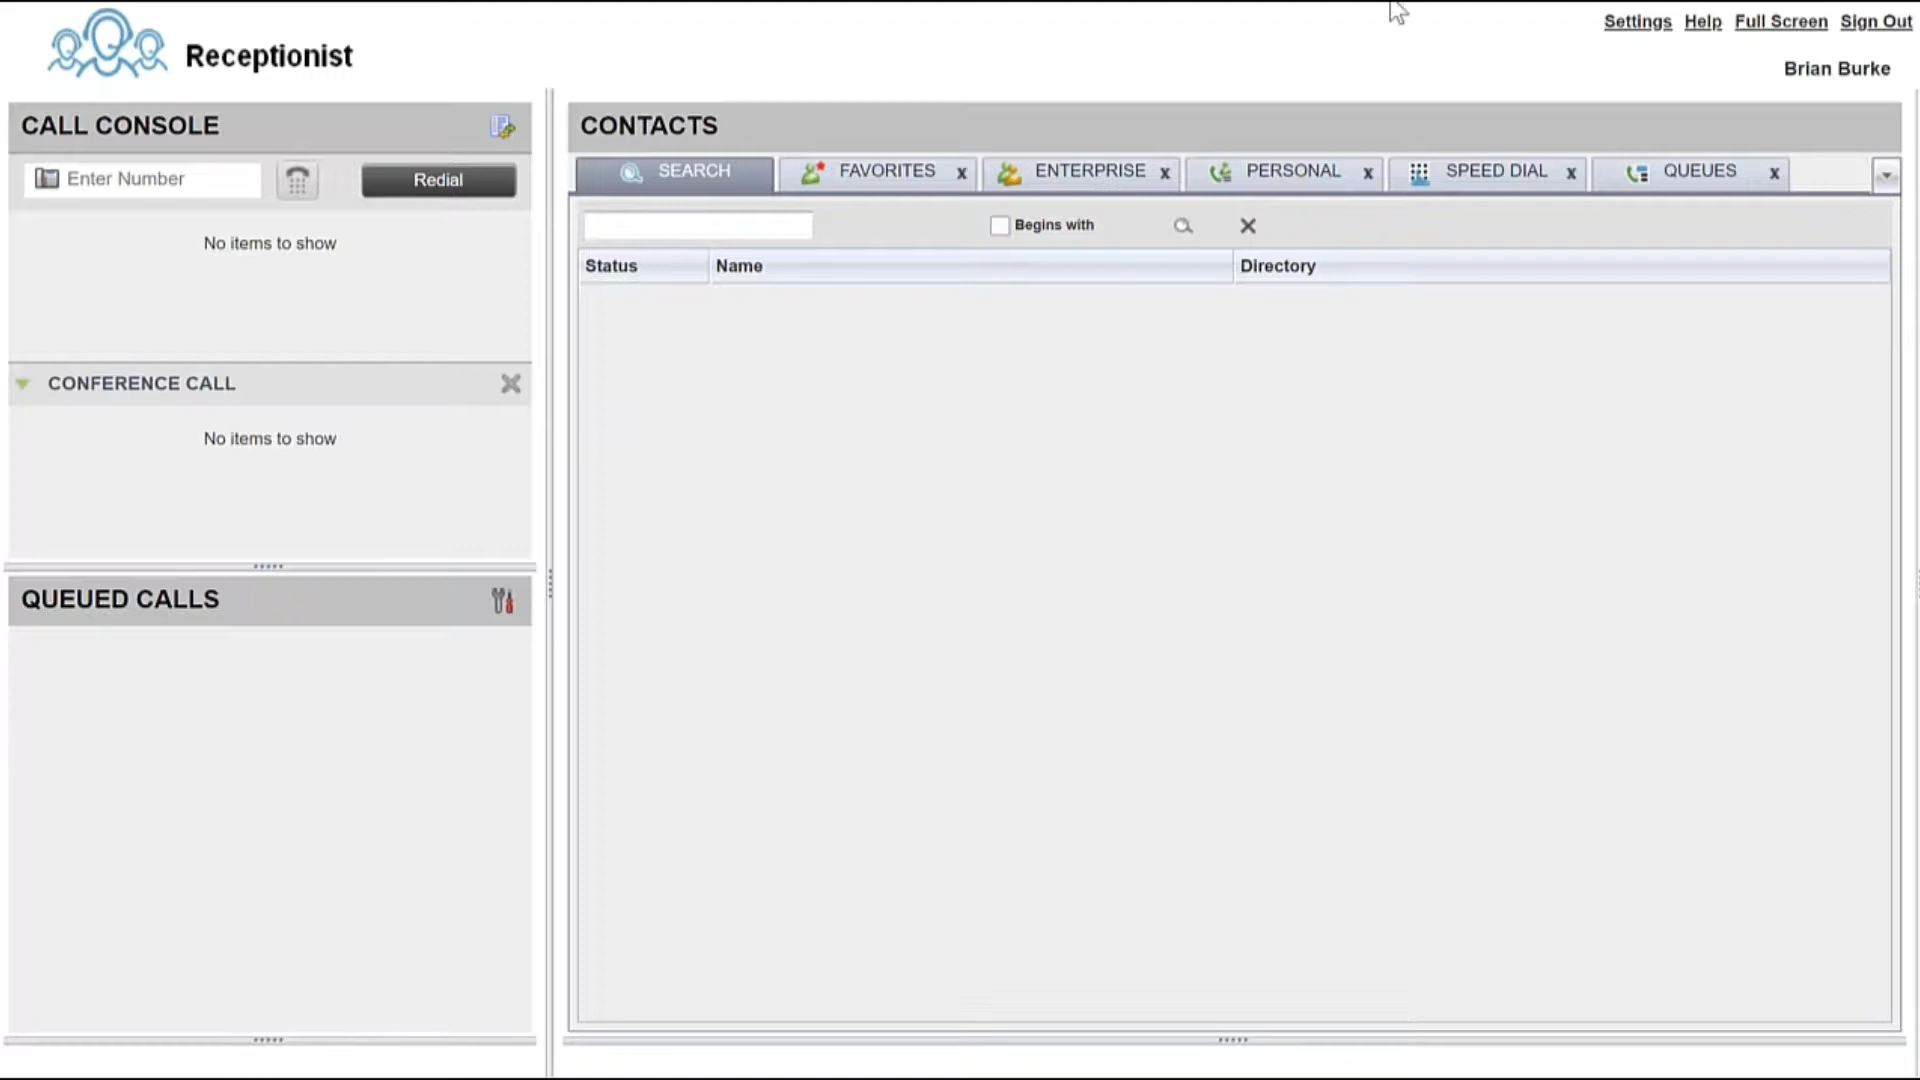 Settings Help Full Screen Sign Out
Receptionist
Brian Burke
CALL CONSOLE
Enter Number
Redial
No items to show
CONFERENCE CALL
No items to show
QUEUED CALLS
CONTACTS
SEARCH FAVORITES x ENTERPRISE x PERSONAL x SPEED DIAL x QUEUES x
Begins with
Status Name Directory